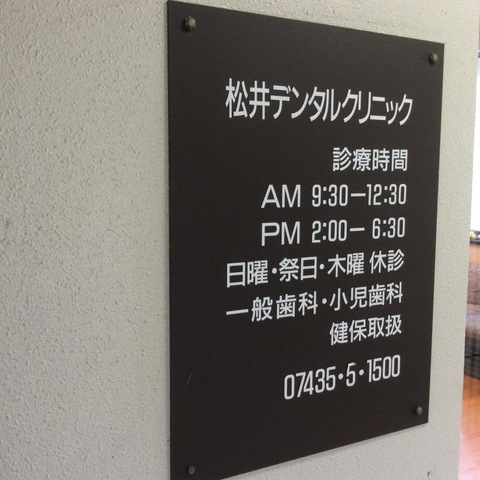 松井デンタルクリニック
診療時間
AM 9:30－12:30
PM 2:00－ 6:30
日曜・祭日・木曜 休診
一般歯科・小児歯科
健保取扱
07435・5・1500